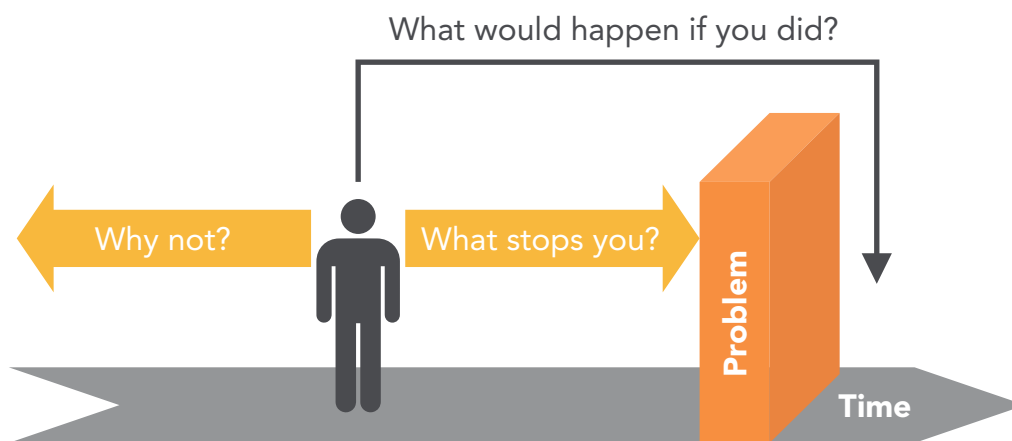 What would happen if you did?
Why not?
What stops you?
Problem
Time